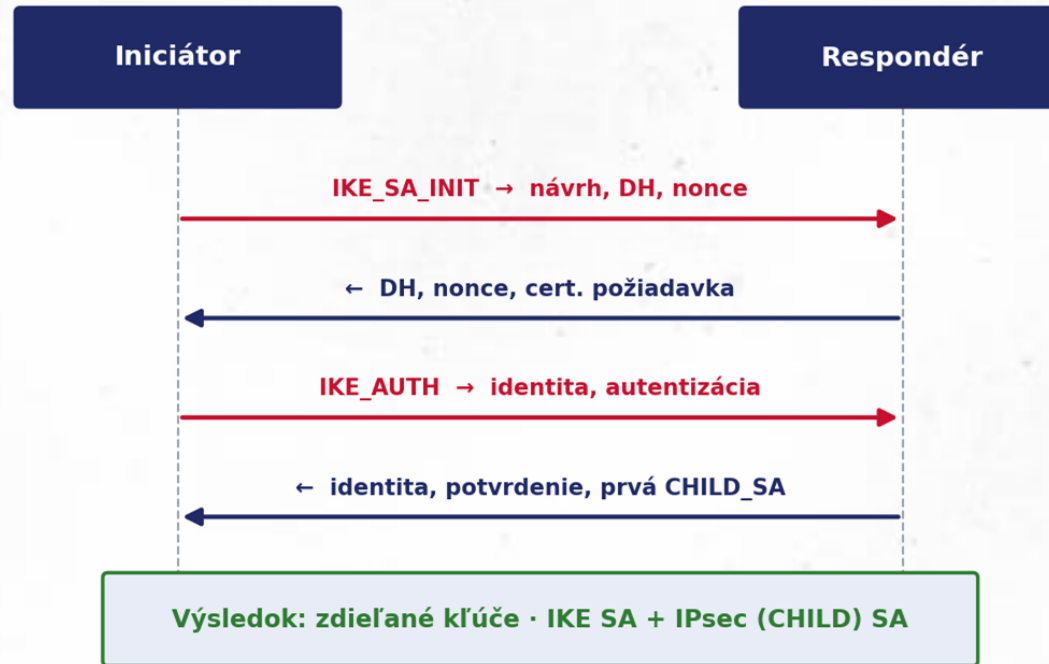 Iniciátor
Respondér
IKE_SA_INIT → návrh, DH, nonce
← DH, nonce, cert. požiadavka
IKE_AUTH → identita, autentizácia
← identita, potvrdenie, prvá CHILD_SA
Výsledok: zdieľané kľúče · IKE SA + IPsec (CHILD) SA